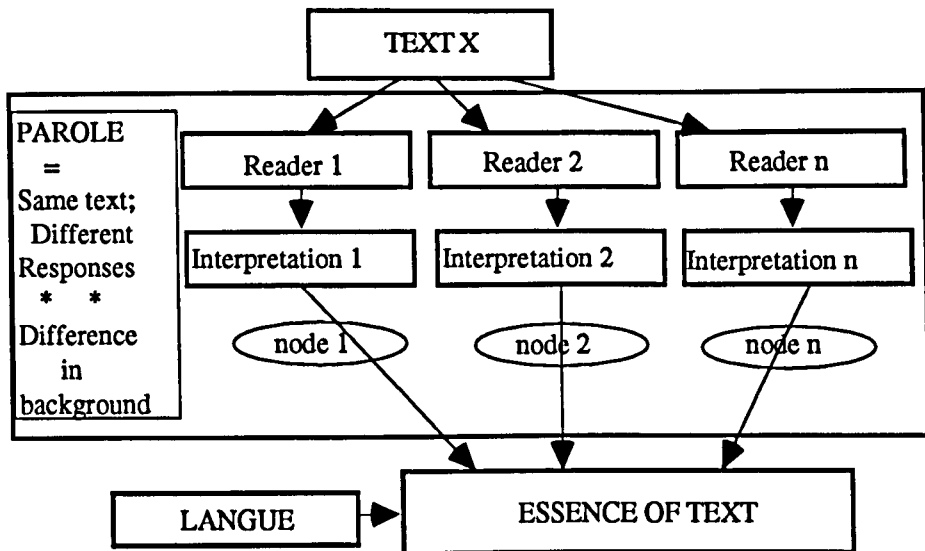 TEXT X
PAROLE
=
Same text;
Different
Responses
* *
Difference
in
background
Reader 1
Reader 2
Reader n
Interpretation 1
Interpretation 2
Interpretation n
node 1
node 2
node n
LANGUE
ESSENCE OF TEXT